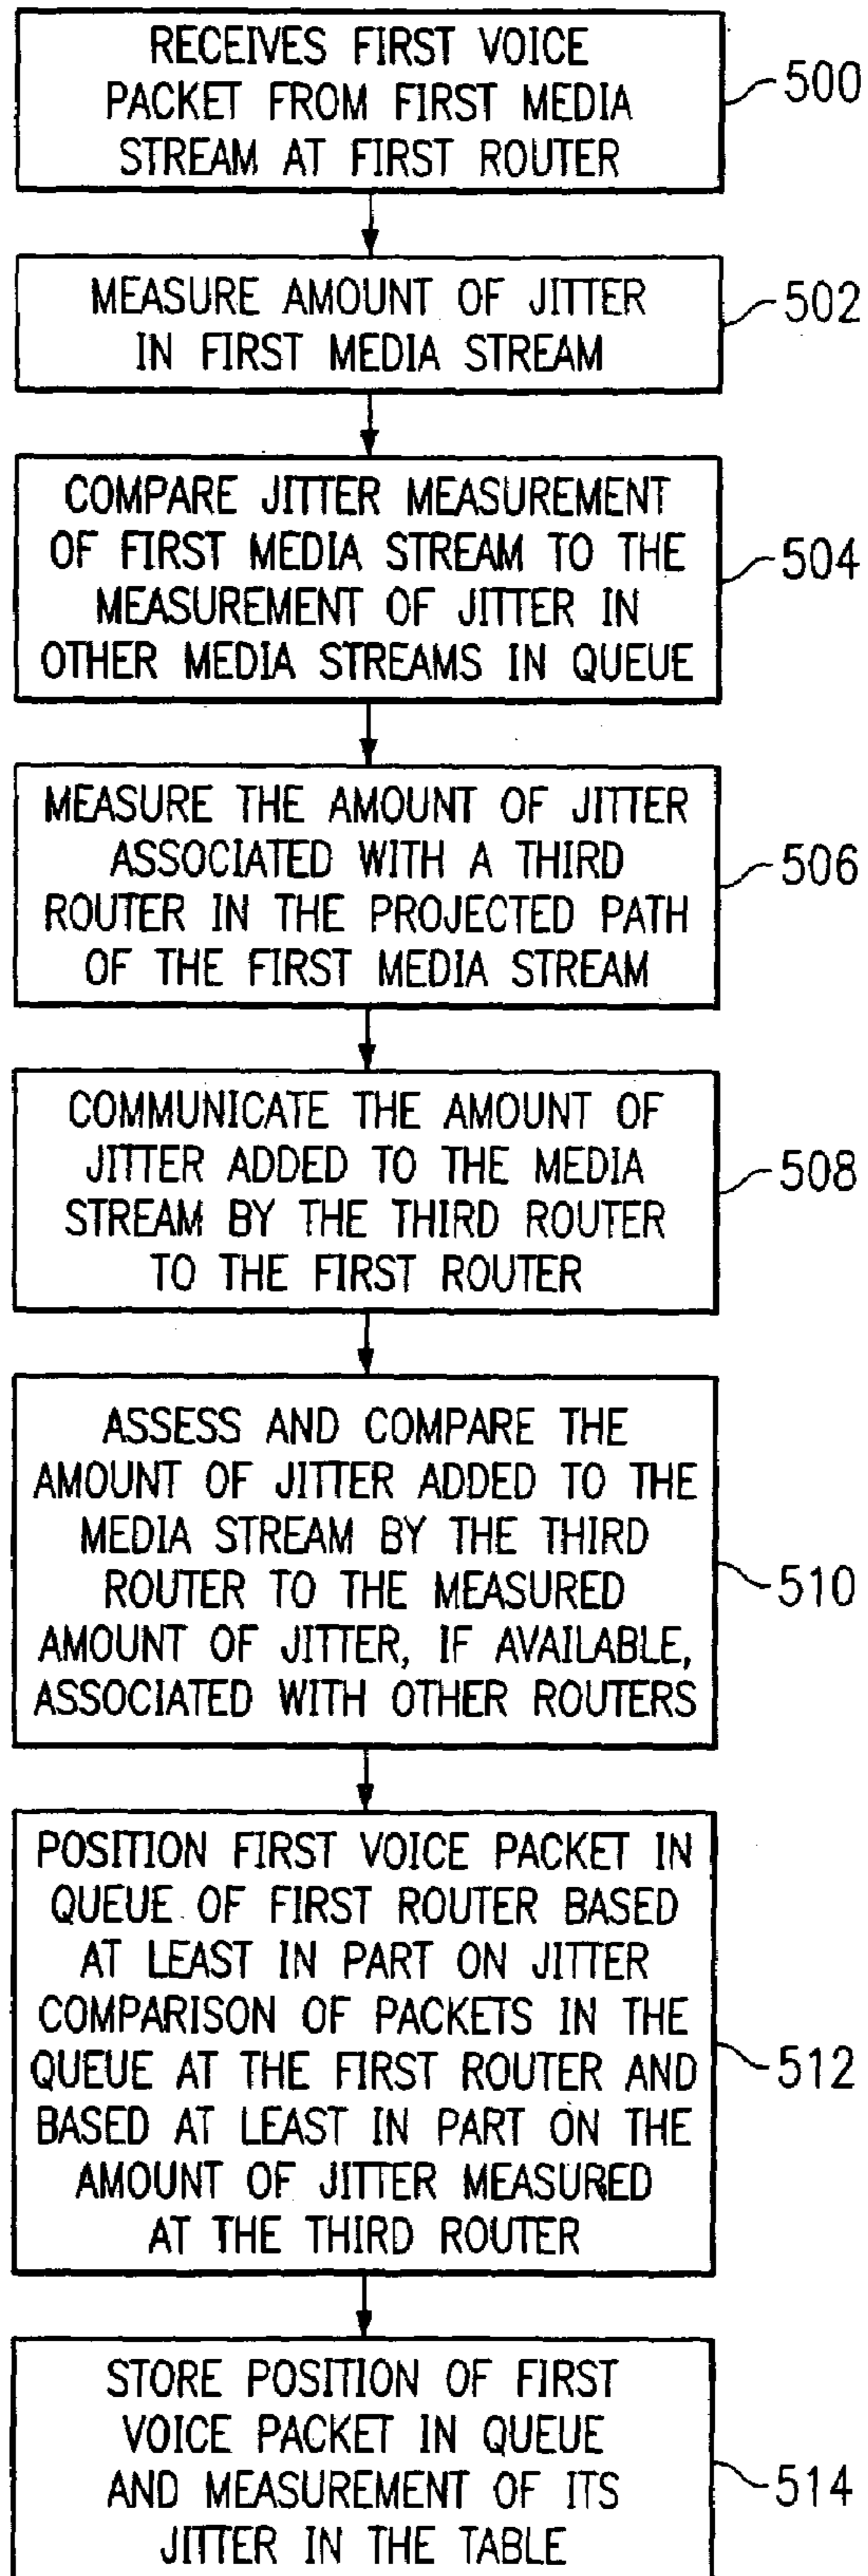 RECEIVES FIRST VOICE
PACKET FROM FIRST MEDIA
STREAM AT FIRST ROUTER
500
MEASURE AMOUNT OF JITTER
IN FIRST MEDIA STREAM
502
COMPARE JITTER MEASUREMENT
OF FIRST MEDIA STREAM TO THE
MEASUREMENT OF JITTER IN
OTHER MEDIA STREAMS IN QUEUE
504
MEASURE THE AMOUNT OF JITTER
ASSOCIATED WITH A THIRD
ROUTER IN THE PROJECTED PATH
OF THE FIRST MEDIA STREAM
506
COMMUNICATE THE AMOUNT OF
JITTER ADDED TO THE MEDIA
STREAM BY THE THIRD ROUTER
TO THE FIRST ROUTER
508
ASSESS AND COMPARE THE
AMOUNT OF JITTER ADDED TO THE
MEDIA STREAM BY THE THIRD
ROUTER TO THE MEASURED
AMOUNT OF JITTER, IF AVAILABLE,
ASSOCIATED WITH OTHER ROUTERS
510
POSITION FIRST VOICE PACKET IN
QUEUE OF FIRST ROUTER BASED
AT LEAST IN PART ON JITTER
COMPARISON OF PACKETS IN THE
QUEUE AT THE FIRST ROUTER AND
BASED AT LEAST IN PART ON THE
AMOUNT OF JITTER MEASURED
AT THE THIRD ROUTER
512
STORE POSITION OF FIRST
VOICE PACKET IN QUEUE
AND MEASUREMENT OF ITS
JITTER IN THE TABLE
514